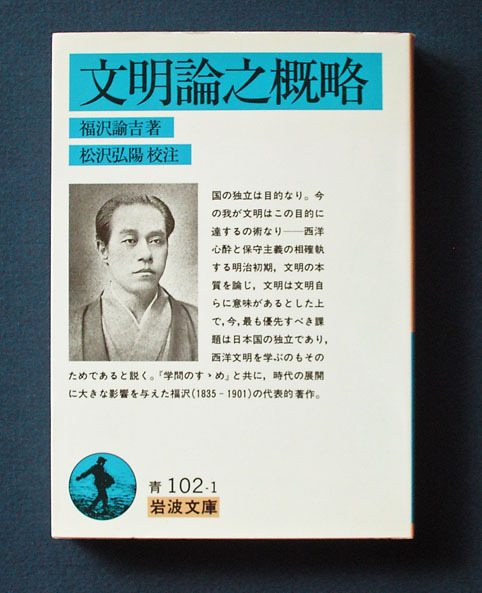 文明論之概略
福沢諭吉著
松沢弘陽校注
国の独立は目的なり。今
の我が文明はこの目的に
達するの術なり──西洋
心酔と保守主義の相確執
する明治初期，文明の本
質を論じ，文明は文明自
らに意味があるとした上
で，今，最も優先すべき課
題は日本国の独立であり，
西洋文明を学ぶのもその
ためであると説く。『学問のすゝめ』と共に，時代の展開
に大きな影響を与えた福沢(1835－1901)の代表的著作。
青 102-1
岩波文庫